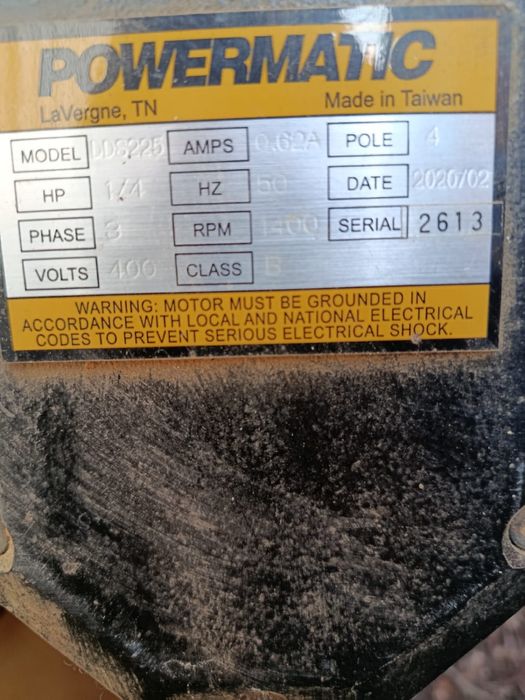 POWERMATIC
LaVergne, TN Made in Taiwan
MODEL DDS225 AMPS 0.62A POLE 4
HP 1/4 HZ 50 DATE 2020/02
PHASE 3 RPM 1400 SERIAL 2613
VOLTS 400 CLASS B
WARNING: MOTOR MUST BE GROUNDED IN
ACCORDANCE WITH LOCAL AND NATIONAL ELECTRICAL
CODES TO PREVENT SERIOUS ELECTRICAL SHOCK.